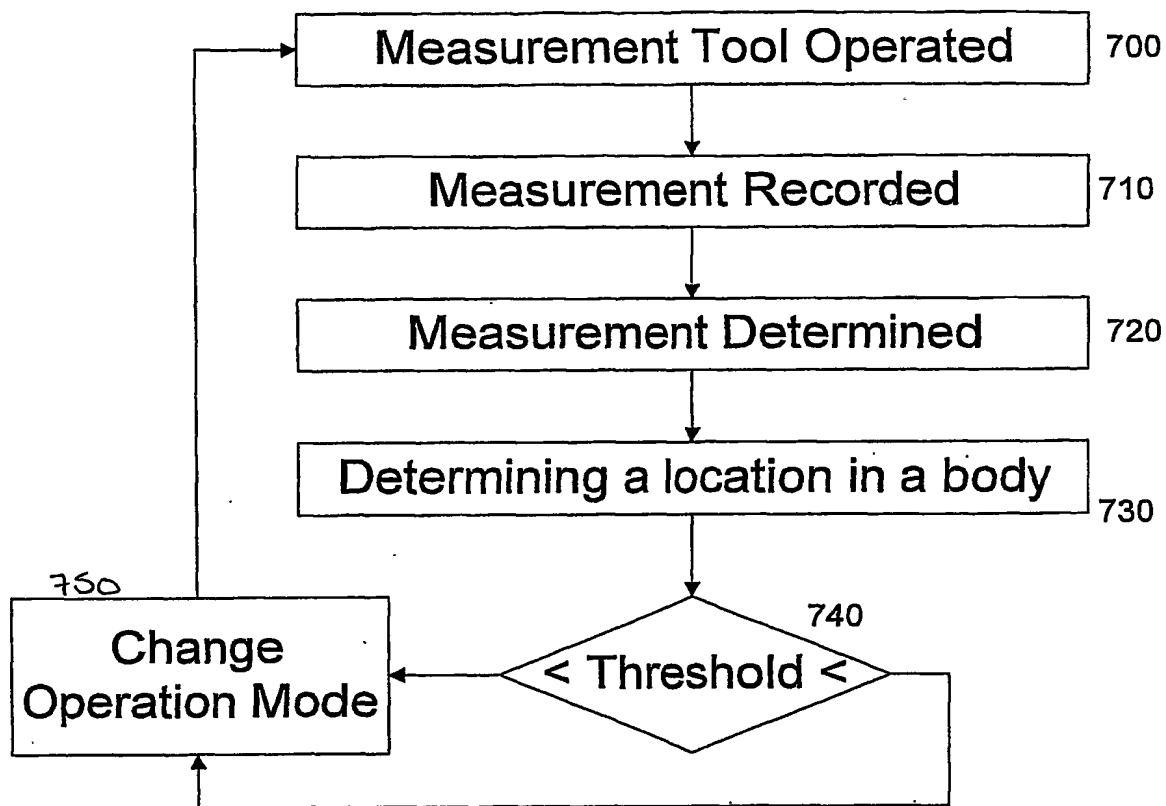 Measurement Tool Operated
700
Measurement Recorded
710
Measurement Determined
720
Determining a location in a body
730
740
< Threshold <
750
Change
Operation Mode